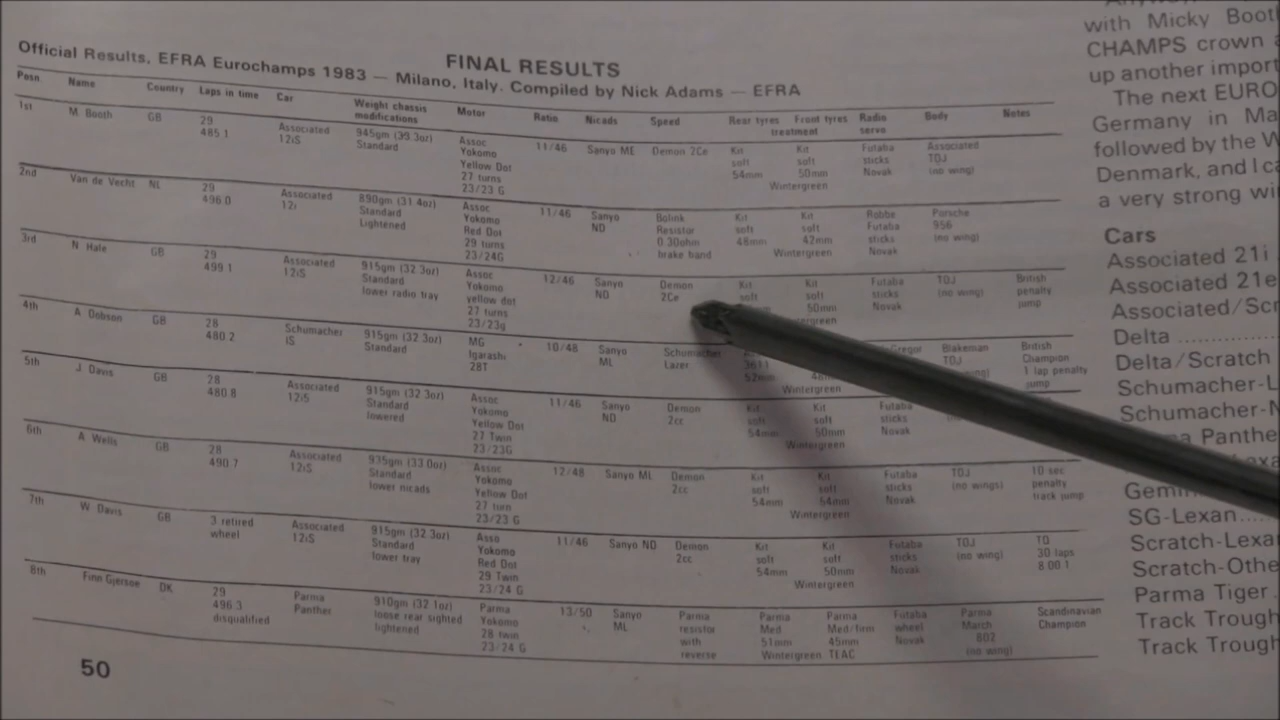 Official Results, EFRA Eurochamps 1983 — Milano, Italy. Compiled by Nick Adams — EFRA
FINAL RESULTS
Posn. Name Country Laps in time Car Weight chassis modifications Motor Ratio Nicads Speed Rear tyres Front tyres treatment Radio servo Body Notes
1st M. Booth GB 29 485.1 Associated 12iS 945gm Standard Assoc Yokomo Yellow Dot 27 turns 23/23 G 11/46 Sanyo ME Demon 2Ce Kit soft 54mm Kit soft 50mm Wintergreen Futaba sticks Novak Associated TOJ (no wing)
2nd Van de Vecht NL 29 496.0 Associated 12i 890gm (31.4oz) Standard Lightened Assoc Yokomo Red Dot 29 turns 23/24G 11/46 Sanyo ND Bolink Resistor 0.30ohm brake band Kit soft 48mm Kit soft 42mm Wintergreen Robbe Futaba sticks Novak Porsche 956 (no wing)
3rd N Hale GB 29 499.1 Associated 12iS 915gm (32.3oz) Standard lower radio tray Assoc Yokomo yellow dot 27 turns 23/23g 12/46 Sanyo ND Demon 2Ce Kit soft Kit soft 50mm Futaba sticks Novak TOJ (no wing) British penalty jump
4th A Dobson GB 28 480.2 Schumacher iS 915gm (32.3oz) Standard MG Igarashi 28T 10/48 Sanyo ML Schumacher Lazer 52mm Wintergreen Blakeman TOJ British Champion 1 lap penalty jump
5th J. Davis GB 28 480.8 Associated 12iS 915gm (32.3oz) Standard lowered Assoc Yokomo Yellow Dot 27 Twin 23/23G 11/46 Sanyo ND Demon 2cc Kit soft 54mm Kit soft 50mm Wintergreen Futaba Novak
6th A Wells GB 28 490.7 Associated 12iS 935gm (33.0oz) Standard lower nicads Assoc Yokomo Yellow Dot 27 turn 23/23 G 12/48 Sanyo ML Demon 2cc Kit soft 54mm Kit soft 54mm Wintergreen Futaba sticks Novak TOJ (no wings) 10 sec penalty track jump
7th W. Davis GB 3 retired wheel Associated 12iS 915gm (32.3oz) Standard lower tray Asso Yokomo Red Dot 29 Twin 23/24 G 11/46 Sanyo ND Demon 2cc Kit soft 54mm Kit soft 50mm Wintergreen Futaba sticks Novak TOJ (no wing) TQ 30 laps 8.00.1
8th Finn Gjersoe DK 29 496.3 disqualified Parma Panther 910gm (32.1oz) loose rear sighted lightened Parma Yokomo 28 twin 23/24 G 13/50 Sanyo ML Parma resistor with reverse Parma Med 51mm Parma Med/firm 45mm Wintergreen TEAC Futaba wheel Novak Parma March 802 (no wing) Scandinavian Champion
50
with Micky Boot
CHAMPS crown
up another import
The next EURO
Germany in Ma
followed by the W
Denmark, and I ca
a very strong wi
Cars
Associated 21i
Associated 21e
Associated/Scr
Delta
Delta/Scratch
Schumacher-L
Schumacher-N
Panthe
SG-Lexan
Scratch-Lexa
Scratch-Othe
Parma Tiger
Track Trough
Track Trough